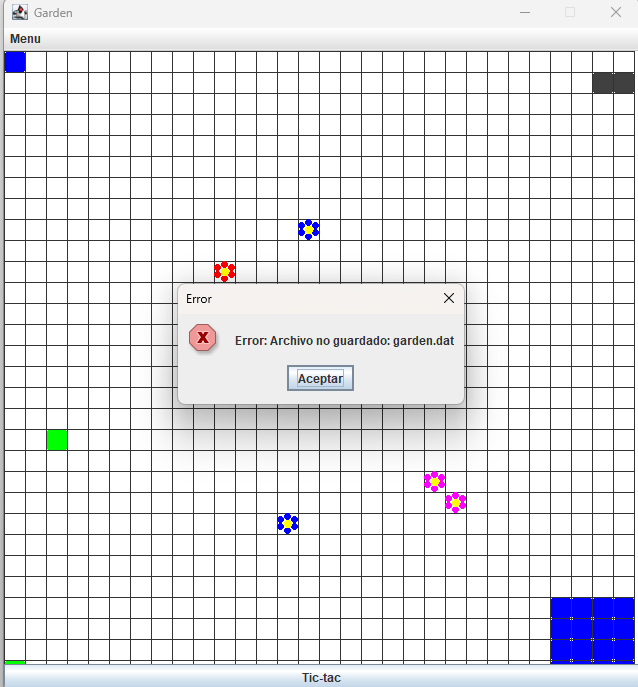 Garden
Menu
Error
Error: Archivo no guardado: garden.dat
Aceptar
Tic-tac